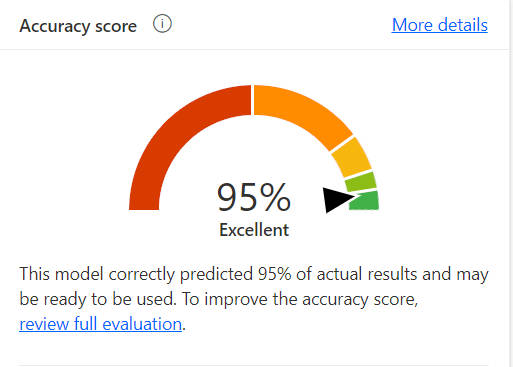 Accuracy score
More details
95%
Excellent
This model correctly predicted 95% of actual results and may
be ready to be used. To improve the accuracy score,
review full evaluation.